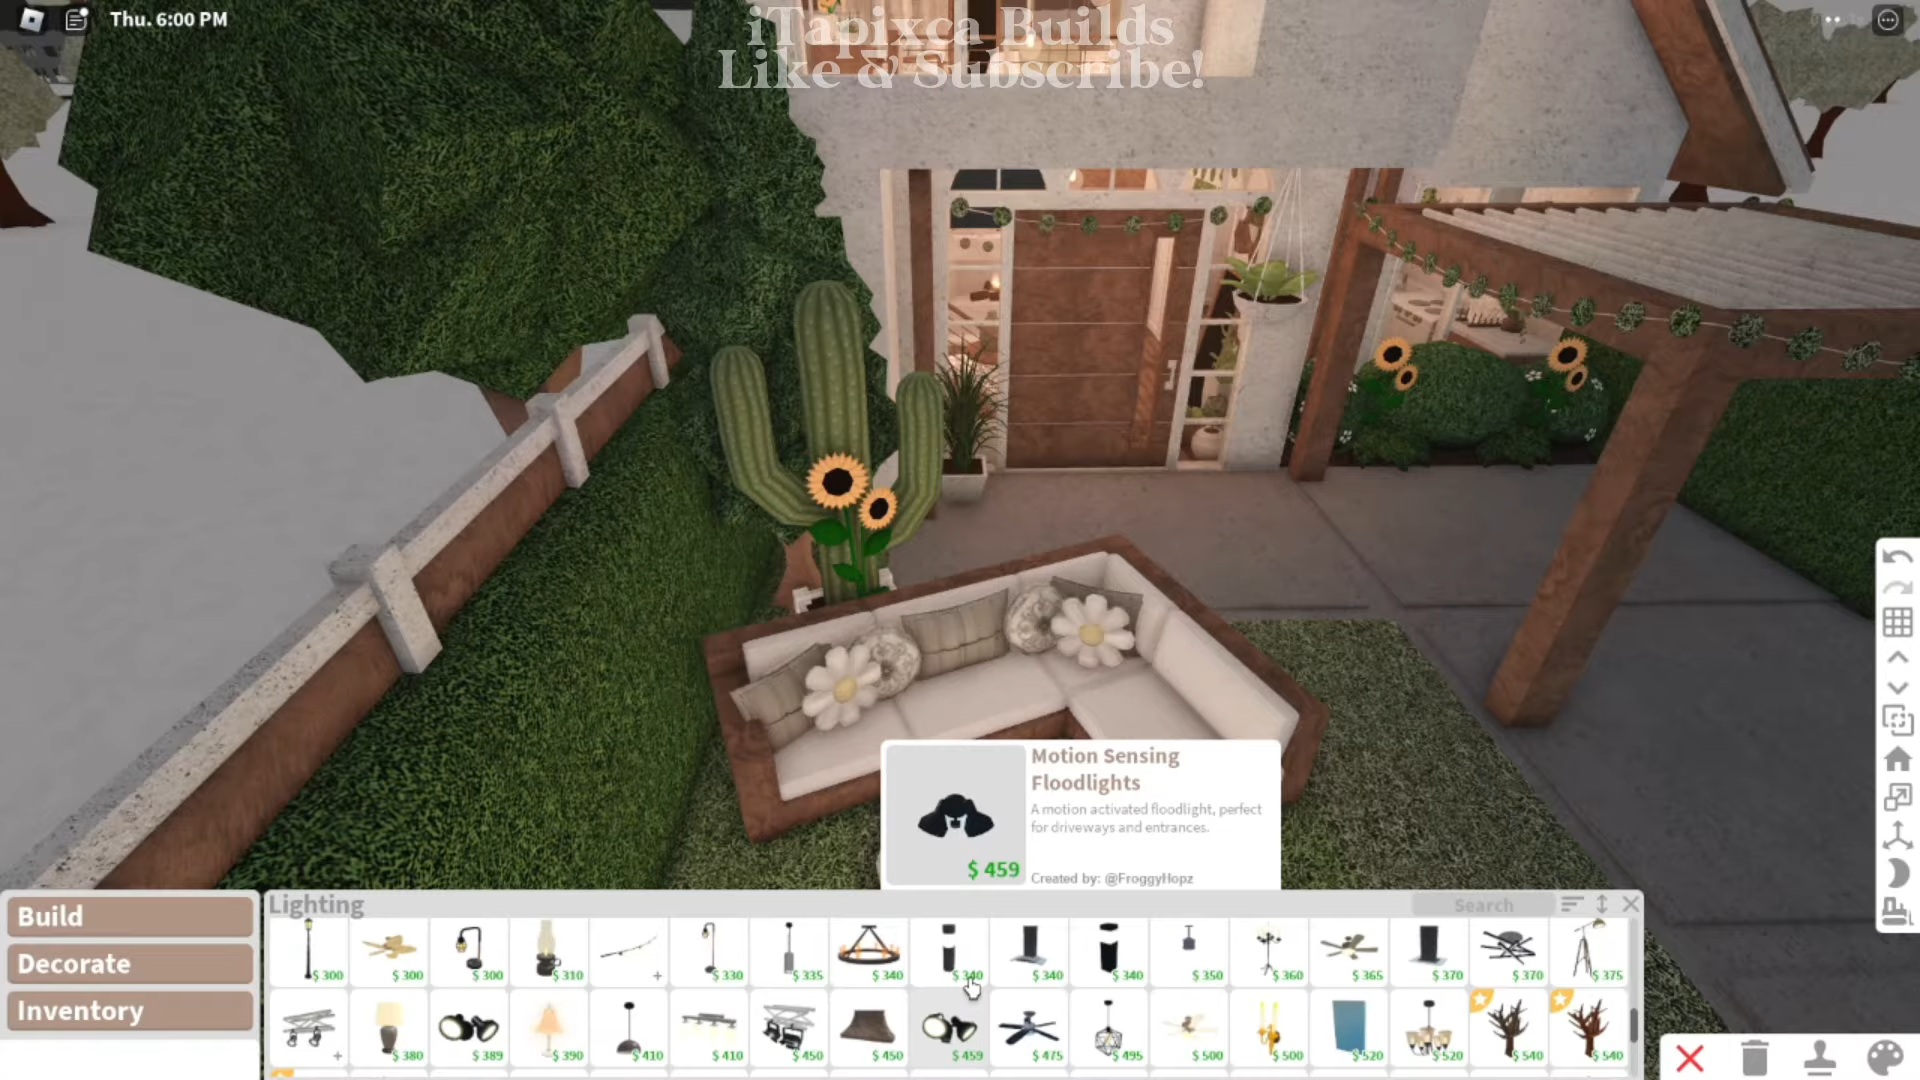 Thu. 6:00 PM
iTapixca Builds
Like & Subscribe!
Motion Sensing
Floodlights
A motion activated floodlight, perfect
for driveways and entrances.
$ 459
Created by: @FroggyHopz
Build
Decorate
Inventory
Lighting
Search
$ 300
$ 300
$ 300
$ 310
+
$ 330
$ 335
$ 340
$ 340
$ 340
$ 340
$ 350
$ 360
$ 365
$ 370
$ 370
$ 375
+
$ 380
$ 389
$ 390
$ 410
$ 410
$ 450
$ 450
$ 459
$ 475
$ 495
$ 500
$ 500
$ 520
$ 520
$ 540
$ 540